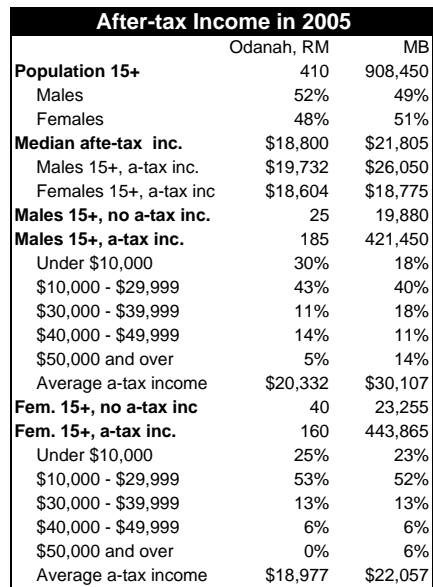 After-tax Income in 2005
Odanah, RM MB
Population 15+ 410 908,450
Males 52% 49%
Females 48% 51%
Median afte-tax inc. $18,800 $21,805
Males 15+, a-tax inc. $19,732 $26,050
Females 15+, a-tax inc $18,604 $18,775
Males 15+, no a-tax inc. 25 19,880
Males 15+, a-tax inc. 185 421,450
Under $10,000 30% 18%
$10,000 - $29,999 43% 40%
$30,000 - $39,999 11% 18%
$40,000 - $49,999 14% 11%
$50,000 and over 5% 14%
Average a-tax income $20,332 $30,107
Fem. 15+, no a-tax inc 40 23,255
Fem. 15+, a-tax inc. 160 443,865
Under $10,000 25% 23%
$10,000 - $29,999 53% 52%
$30,000 - $39,999 13% 13%
$40,000 - $49,999 6% 6%
$50,000 and over 0% 6%
Average a-tax income $18,977 $22,057